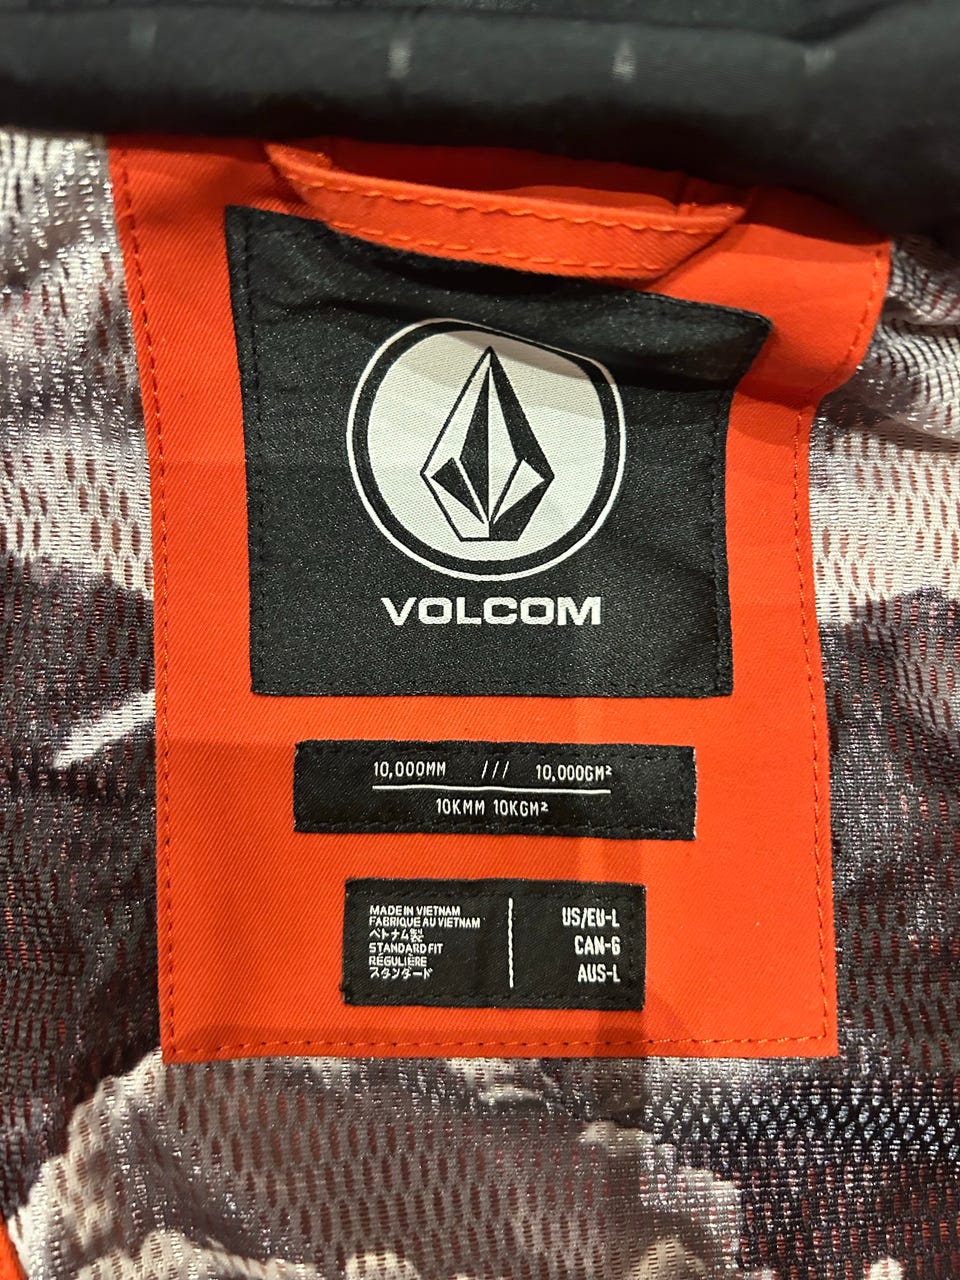 VOLCOM
10,000MM /// 10,000GM²
10KMM 10KGM²
MADE IN VIETNAM
FABRIQUE AU VIETNAM
ベトナム製
STANDARD FIT
RÉGULIÈRE
スタンダード
US/EU-L
CAN-G
AUS-L